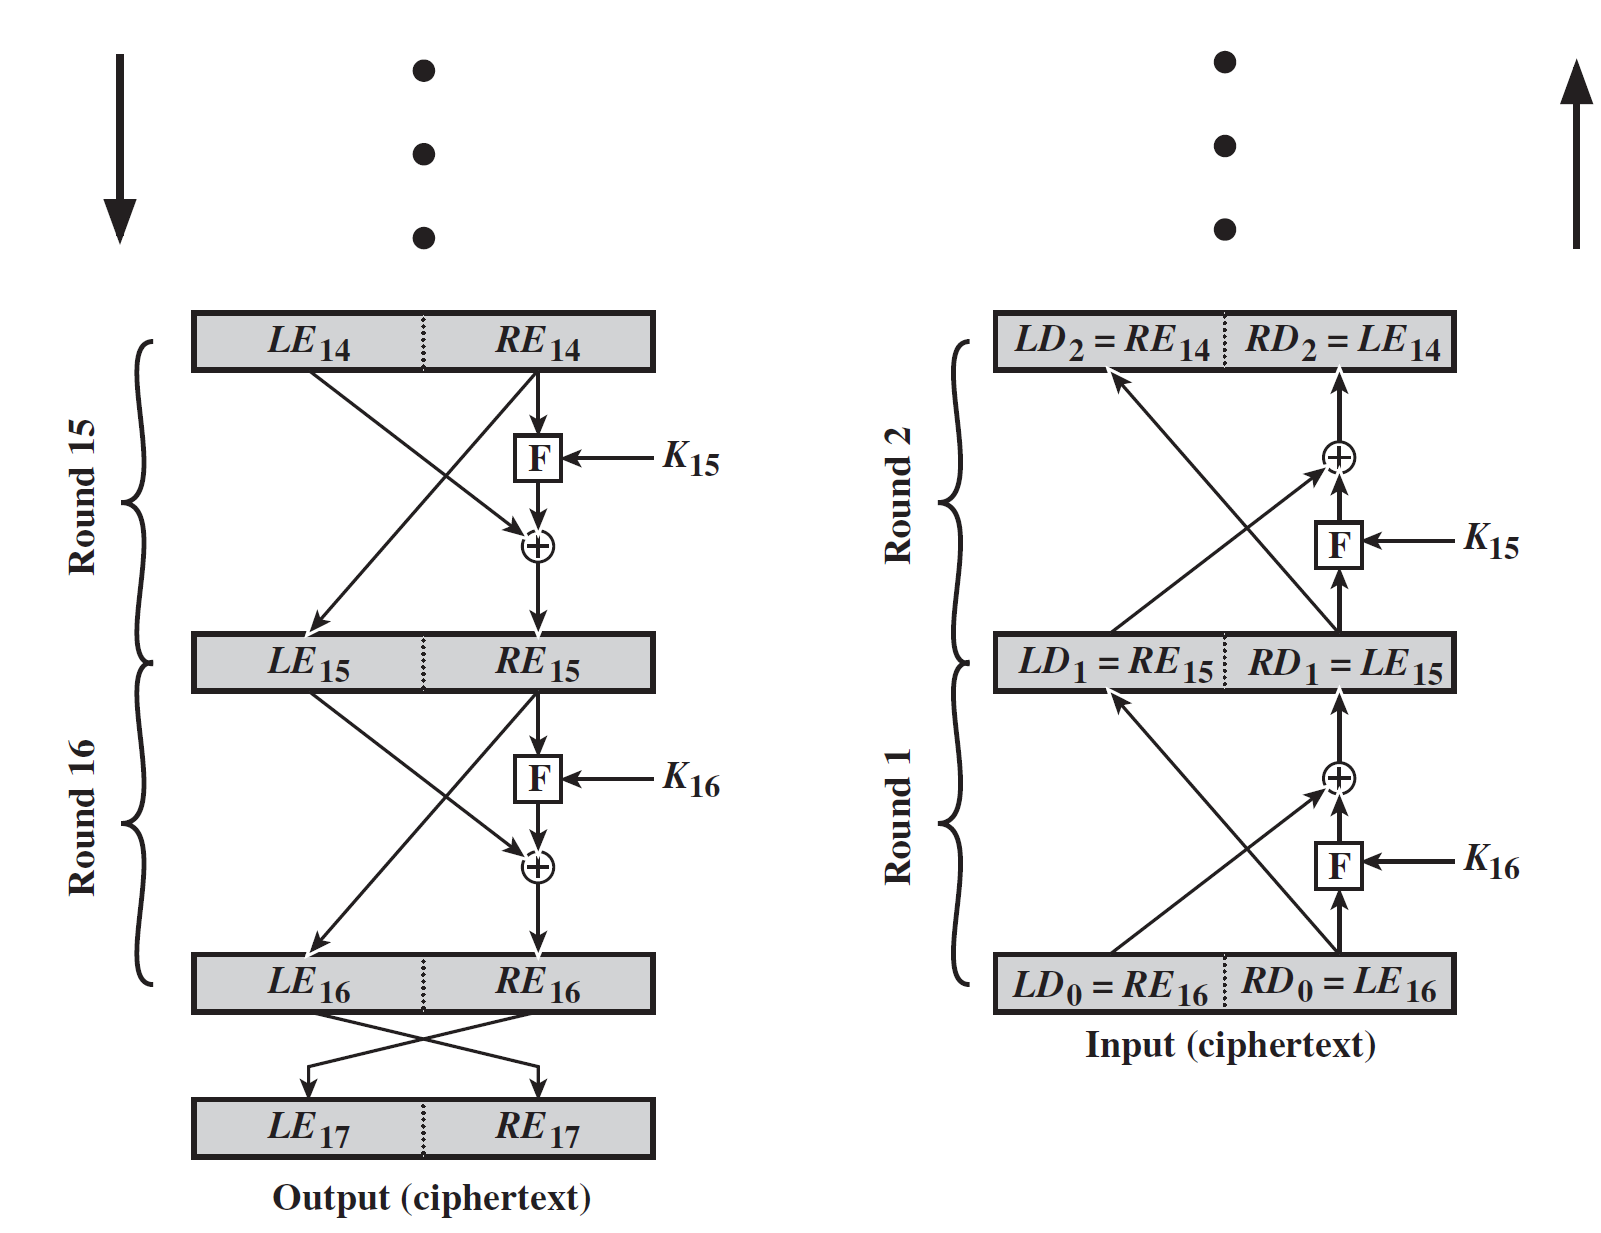 LE14 RE14
F K15
Round 15
LE15 RE15
F K16
Round 16
LE16 RE16
LE17 RE17
Output (ciphertext)
LD2 = RE14 RD2 = LE14
Round 2
F K15
LD1 = RE15 RD1 = LE15
Round 1
F K16
LD0 = RE16 RD0 = LE16
Input (ciphertext)